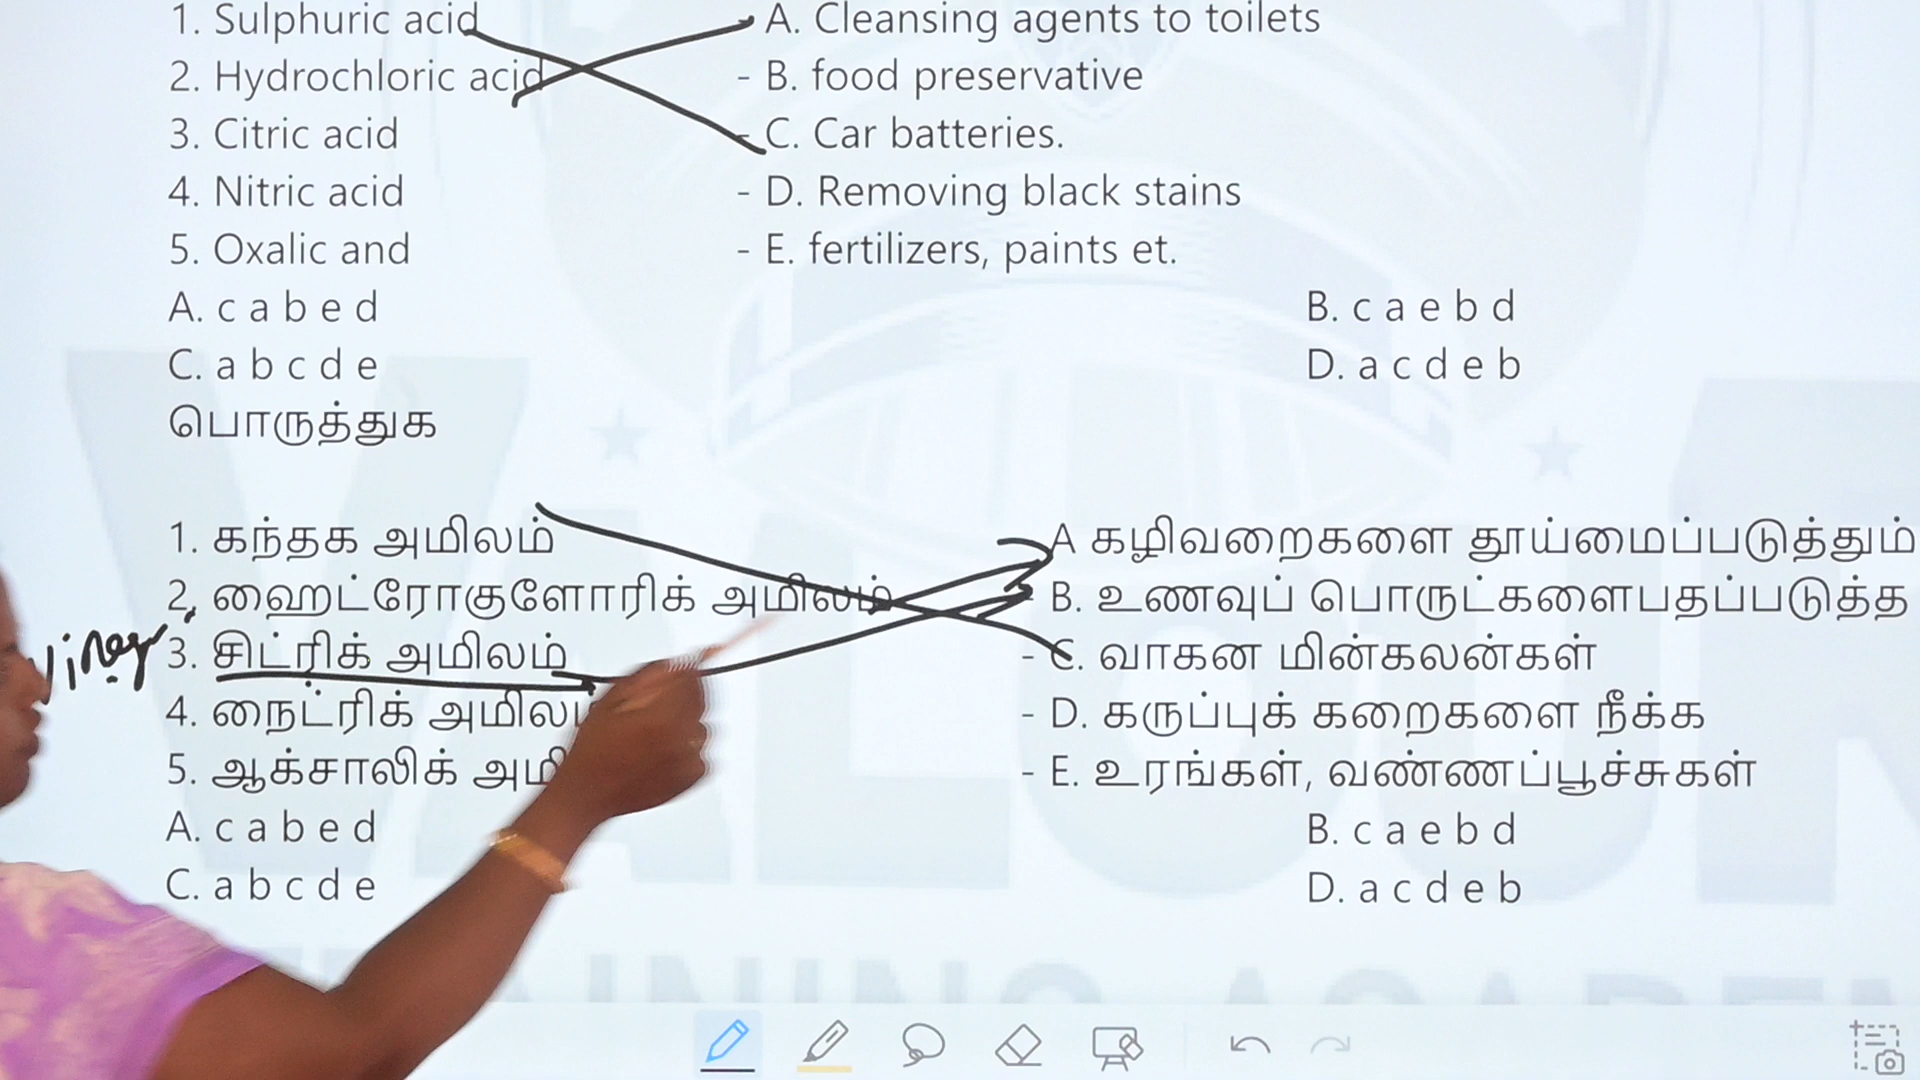 1. Sulphuric acid - A. Cleansing agents to toilets
2. Hydrochloric acid - B. food preservative
3. Citric acid - C. Car batteries.
4. Nitric acid - D. Removing black stains
5. Oxalic and - E. fertilizers, paints et.
A. c a b e d B. c a e b d
C. a b c d e D. a c d e b
பொருத்துக
1. கந்தக அமிலம் A கழிவறைகளை தூய்மைப்படுத்தும்
2. ஹைட்ரோகுளோரிக் அமிலம் - B. உணவுப் பொருட்களைபதப்படுத்த
3. சிட்ரிக் அமிலம் - C. வாகன மின்கலன்கள்
4. நைட்ரிக் - D. கருப்புக் கறைகளை நீக்க
5. ஆக்சாலிக் - E. உரங்கள், வண்ணப்பூச்சுகள்
A. c a b e d B. c a e b d
C. a b c d e D. a c d e b